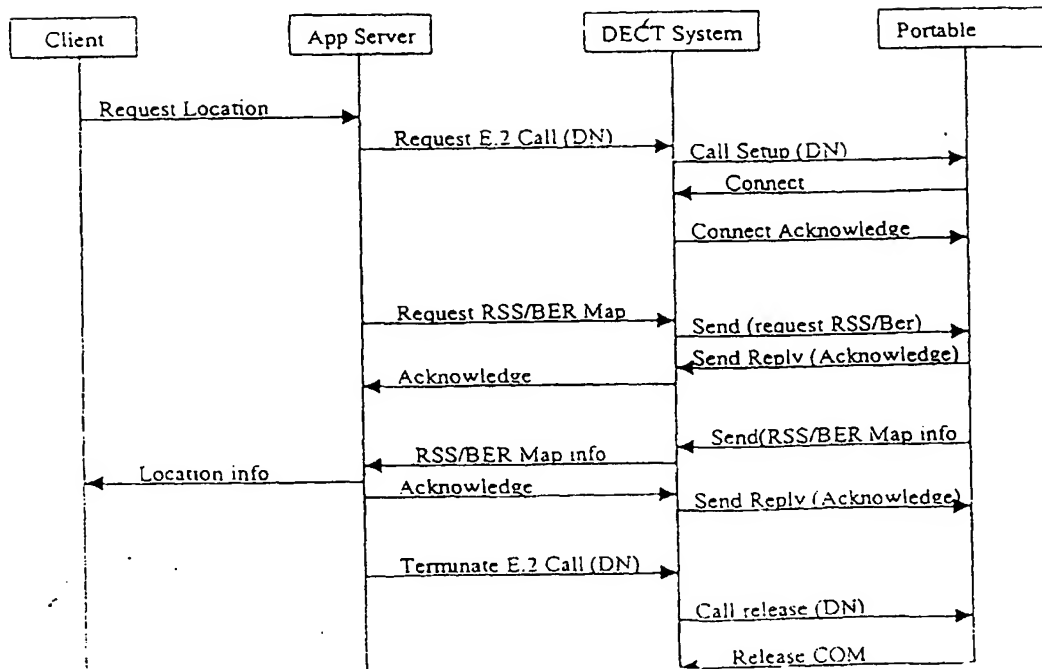 Client
App Server
DECT System
Portable
Request Location
Request E.2 Call (DN)
Call Setup (DN)
Connect
Connect Acknowledge
Request RSS/BER Map
Send (request RSS/Ber)
Send Reply (Acknowledge)
Acknowledge
Send(RSS/BER Map info
RSS/BER Map info
Location info
Acknowledge
Send Reply (Acknowledge)
Terminate E.2 Call (DN)
Call release (DN)
Release COM